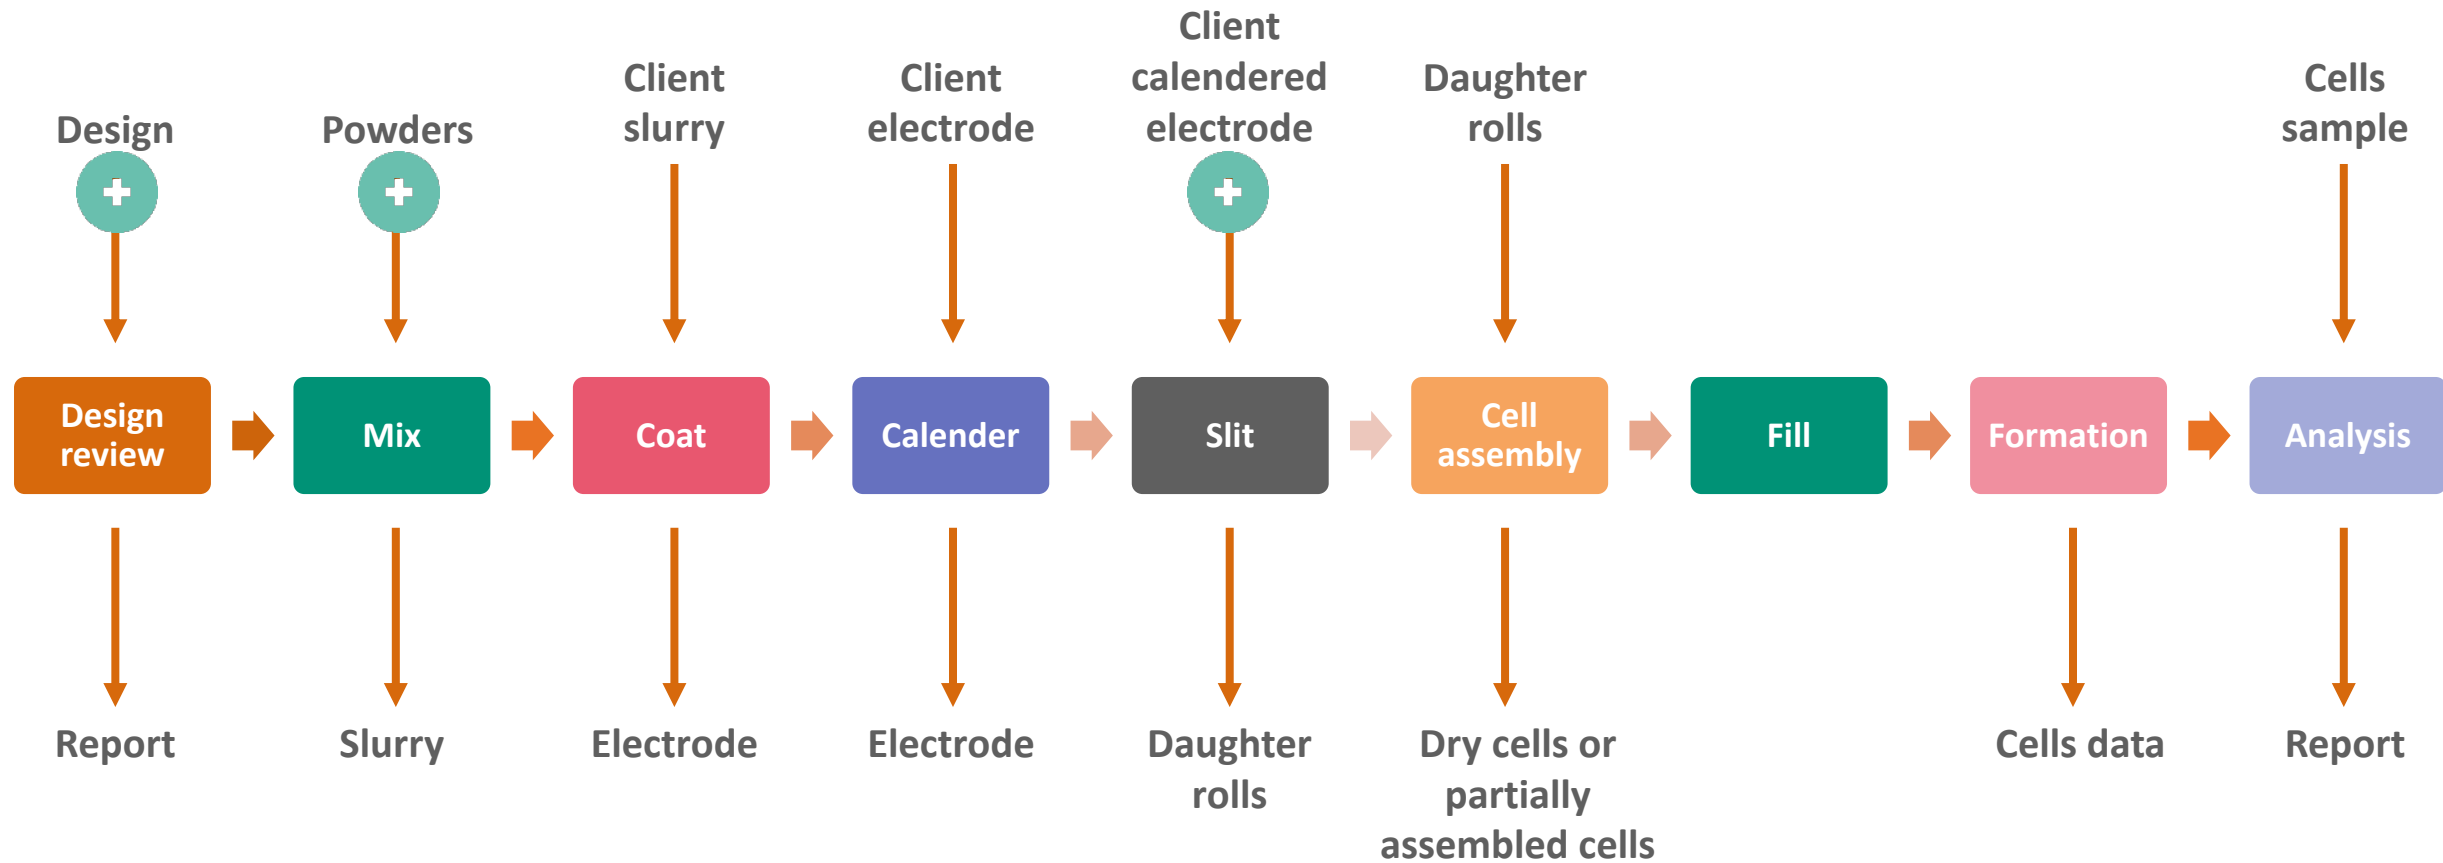 Design
Powders
Client
slurry
Client
electrode
Client
calendered
electrode
Daughter
rolls
Cells
sample
Design
review
Mix
Coat
Calender
Slit
Cell
assembly
Fill
Formation
Analysis
Report
Slurry
Electrode
Electrode
Daughter
rolls
Dry cells or
partially
assembled cells
Cells data
Report